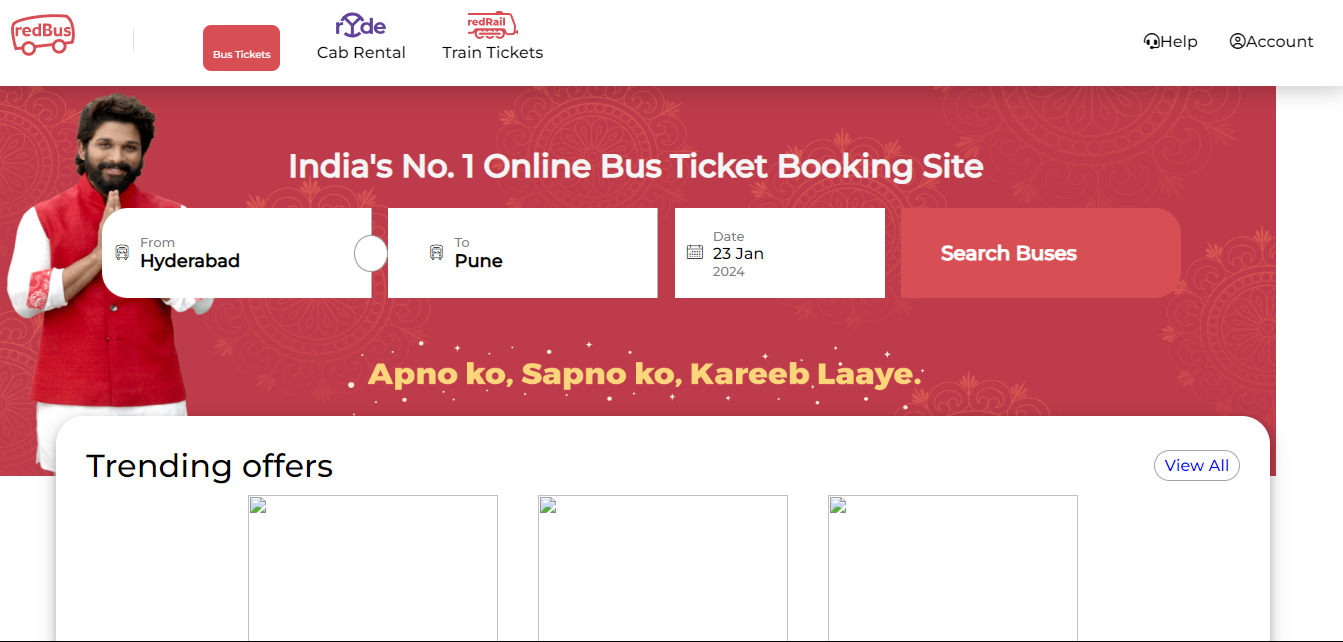 redBus
Bus Tickets
rYde
Cab Rental
redRail
Train Tickets
Help
Account
India's No. 1 Online Bus Ticket Booking Site
From
Hyderabad
To
Pune
Date
23 Jan
2024
Search Buses
Apno ko, Sapno ko, Kareeb Laaye.
Trending offers
View All